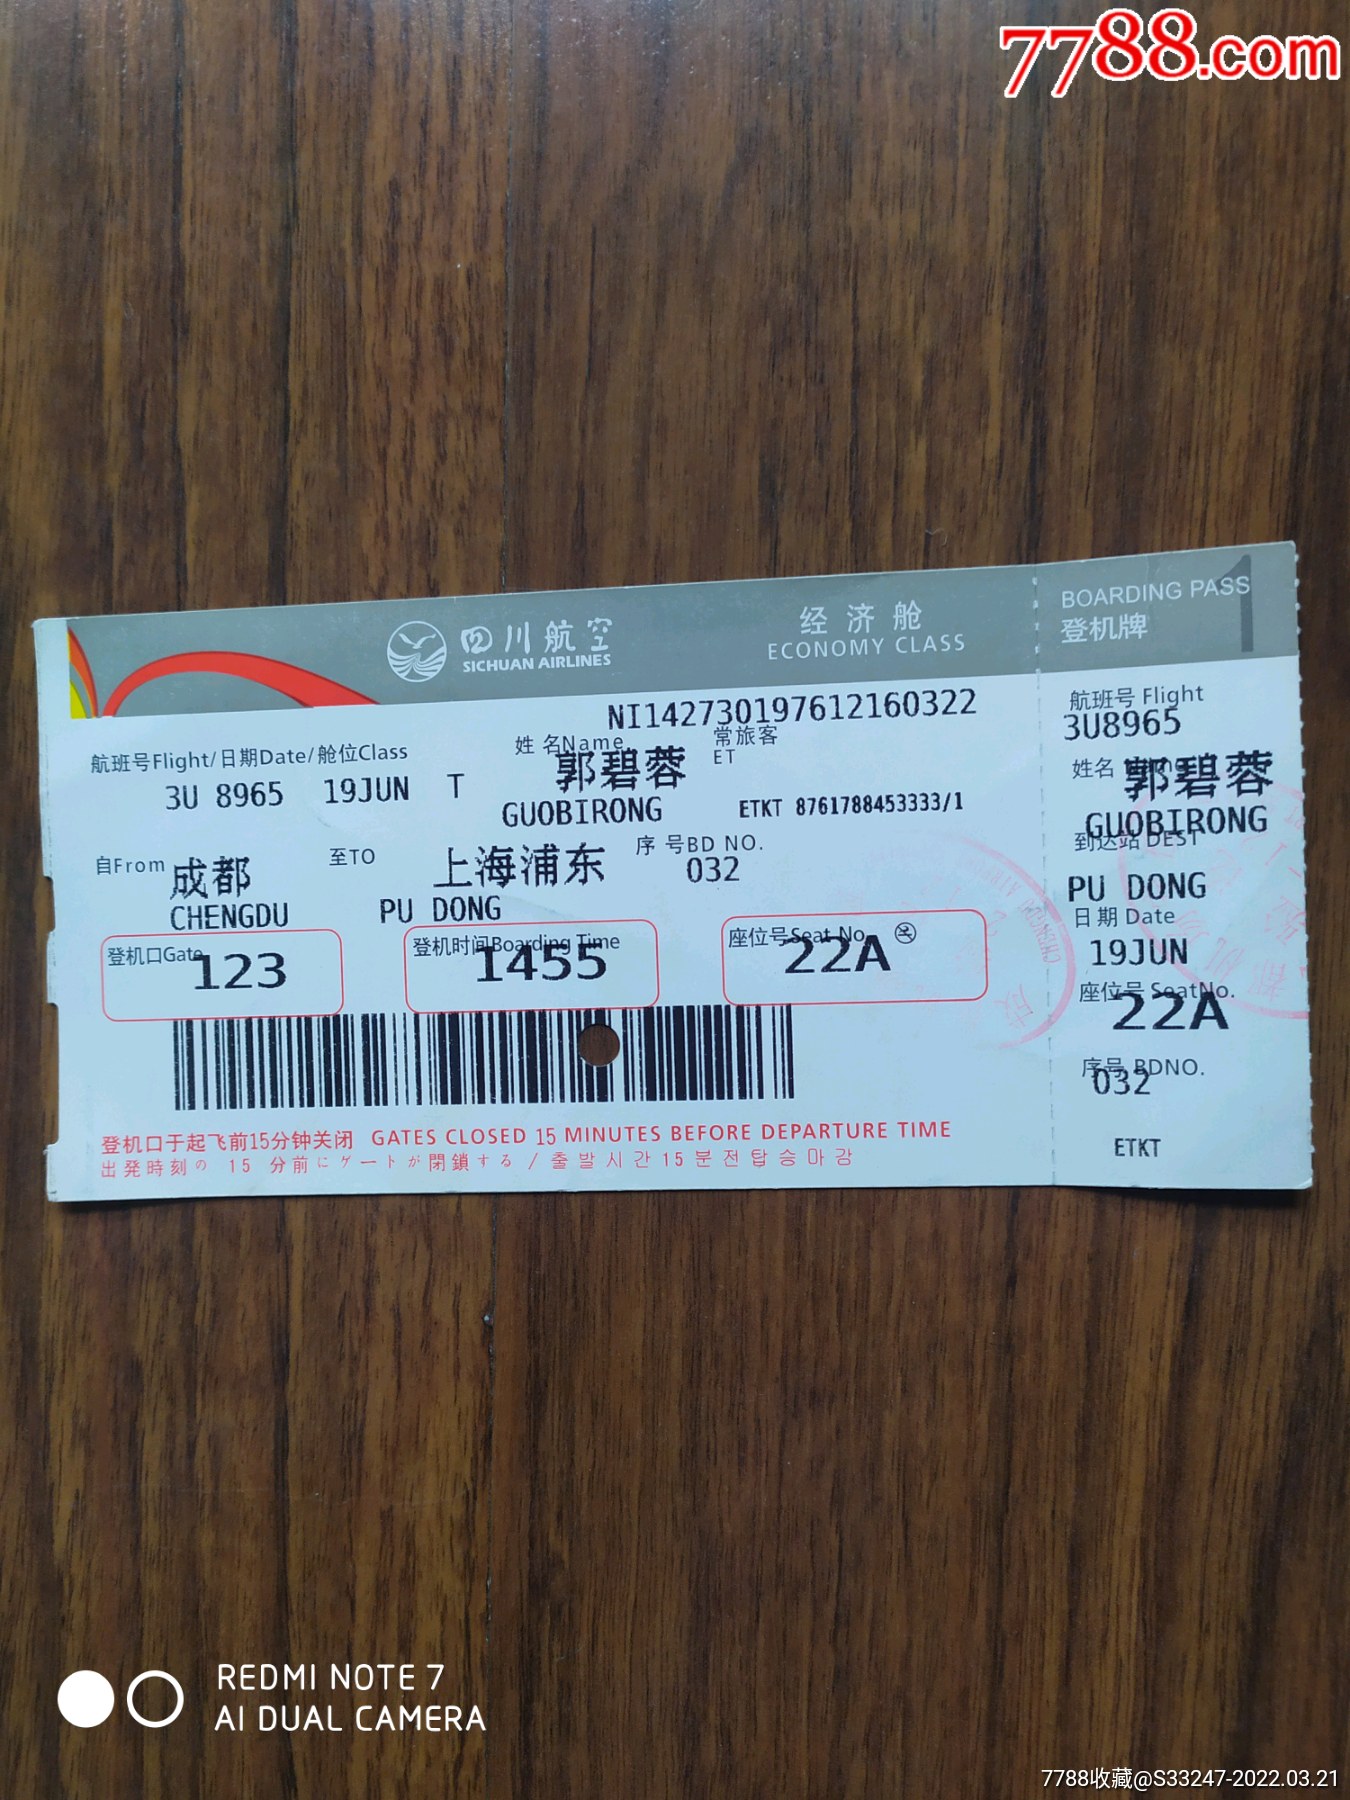 7788.com
四川航空
SICHUAN AIRLINES
经济舱
ECONOMY CLASS
BOARDING PASS
登机牌
1
NI142730197612160322
航班号Flight/日期Date/舱位Class
姓名Name
常旅客
ET
3U 8965 19JUN T
郭碧蓉
GUOBIRONG
ETKT 8761788453333/1
自From 成都
CHENGDU
至TO 上海浦东
PU DONG
序号BD NO.
032
登机口Gate
123
登机时间Boarding Time
1455
座位号Seat No.
22A
登机口于起飞前15分钟关闭 GATES CLOSED 15 MINUTES BEFORE DEPARTURE TIME
出発時刻の 15 分前にゲートが閉鎖する / 출발시간15분전탑승마감
航班号 Flight
3U8965
姓名
郭碧蓉
GUOBIRONG
到达站 DEST
PU DONG
日期 Date
19JUN
座位号 SeatNo.
22A
序号 BDNO.
032
ETKT
REDMI NOTE 7
AI DUAL CAMERA
7788收藏@S33247-2022.03.21